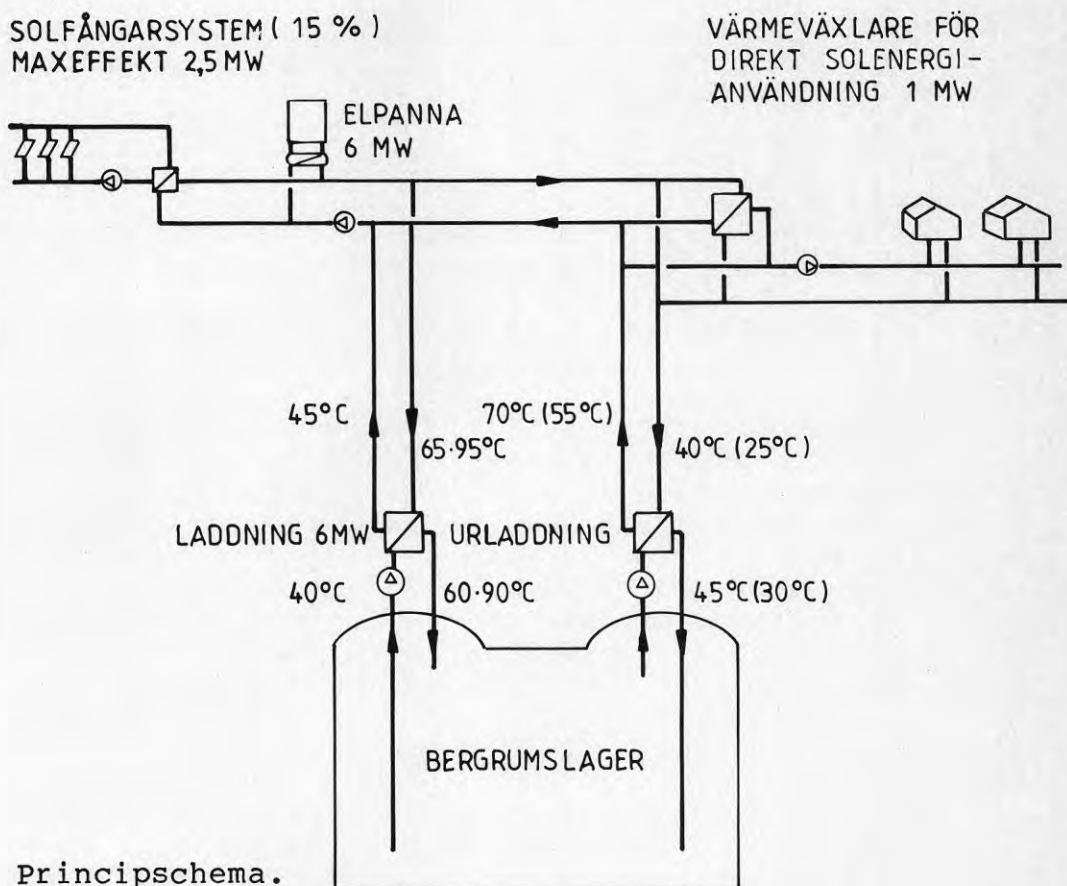 SOLFÅNGARSYSTEM ( 15 % )
MAXEFFEKT 2,5 MW
VÄRMEVÄXLARE FÖR
DIREKT SOLENERGI-
ANVÄNDNING 1 MW
ELPANNA
6 MW
45°C
65·95°C
70°C (55°C)
40°C (25°C)
LADDNING 6MW
URLADDNING
40°C
60·90°C
45°C(30°C)
BERGRUMSLAGER
Principschema.